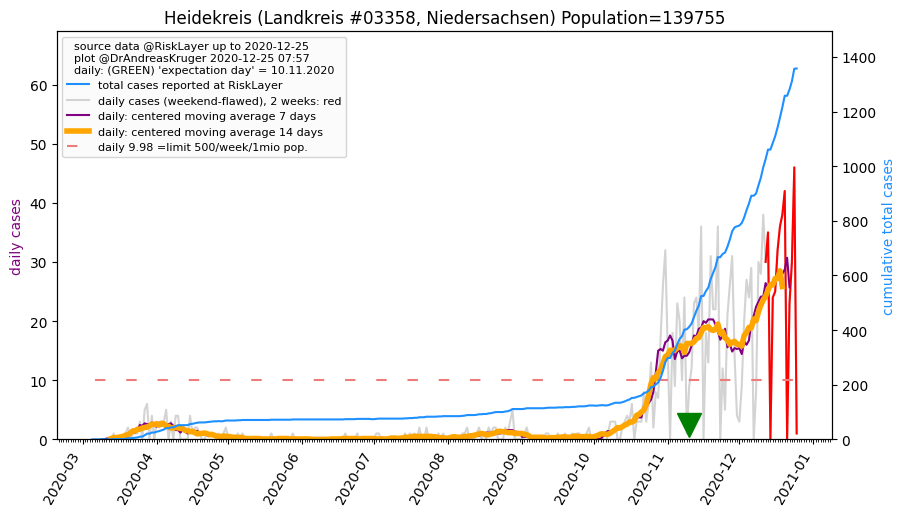 Heidekreis (Landkreis #03358, Niedersachsen) Population=139755
source data @RiskLayer up to 2020-12-25
plot @DrAndreasKruger 2020-12-25 07:57
daily: (GREEN) 'expectation day' = 10.11.2020
total cases reported at RiskLayer
daily cases (weekend-flawed), 2 weeks: red
daily: centered moving average 7 days
daily: centered moving average 14 days
daily 9.98 =limit 500/week/1mio pop.
daily cases
60
50
40
30
20
10
0
1400
1200
1000
800
600
400
200
0
cumulative total cases
2020-03
2020-04
2020-05
2020-06
2020-07
2020-08
2020-09
2020-10
2020-11
2020-12
2021-01